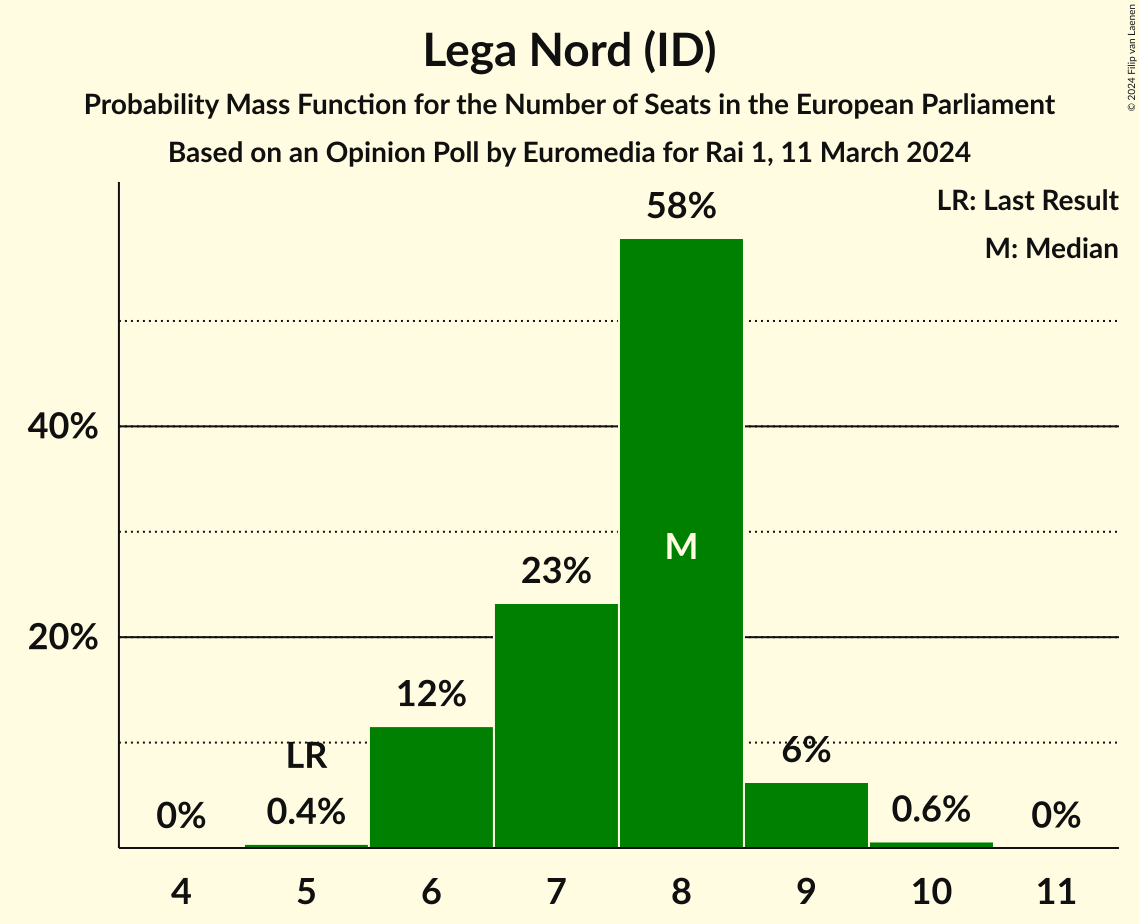 Lega Nord (ID)
Probability Mass Function for the Number of Seats in the European Parliament
Based on an Opinion Poll by Euromedia for Rai 1, 11 March 2024
© 2024 Filip van Laenen
LR: Last Result
M: Median
58%
40%
M
23%
20%
12%
LR
6%
0%
0.4%
0.6%
0%
4 5 6 7 8 9 10 11